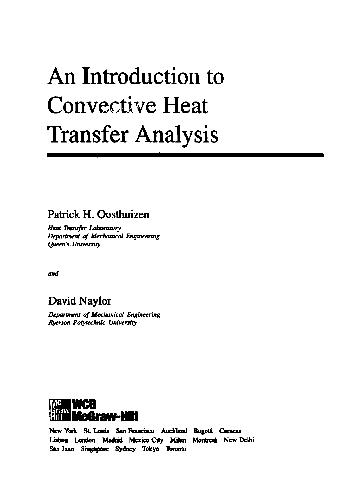 An Introduction to
Convective Heat
Transfer Analysis
Patrick H. Oosthuizen
Heat Transfer Laboratory
Department of Mechanical Engineering
Queen's University
and
David Naylor
Department of Mechanical Engineering
Ryerson Polytechnic University
WCB
McGraw-Hill
New York St. Louis San Francisco Auckland Bogotá Caracas
Lisbon London Madrid Mexico City Milan Montreal New Delhi
San Juan Singapore Sydney Tokyo Toronto